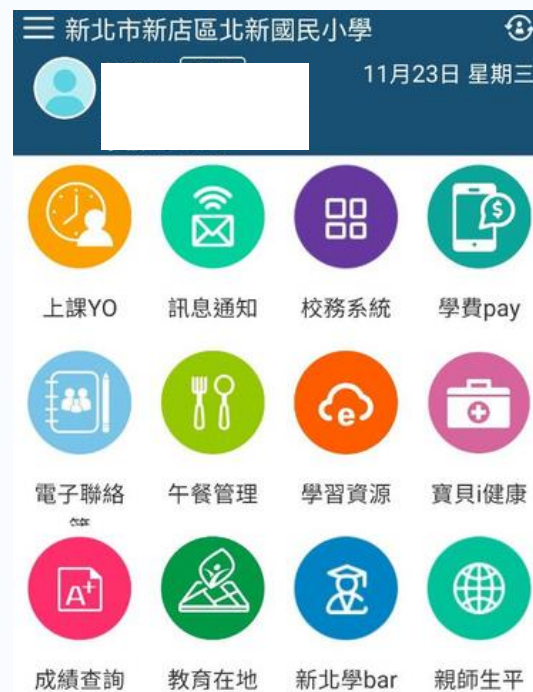 新北市新店區北新國民小學
11月23日 星期三
$
上課YO 訊息通知 校務系統 學費pay
e
電子聯絡 午餐管理 學習資源 寶貝i健康
A+
成績查詢 教育在地 新北學bar 親師生平